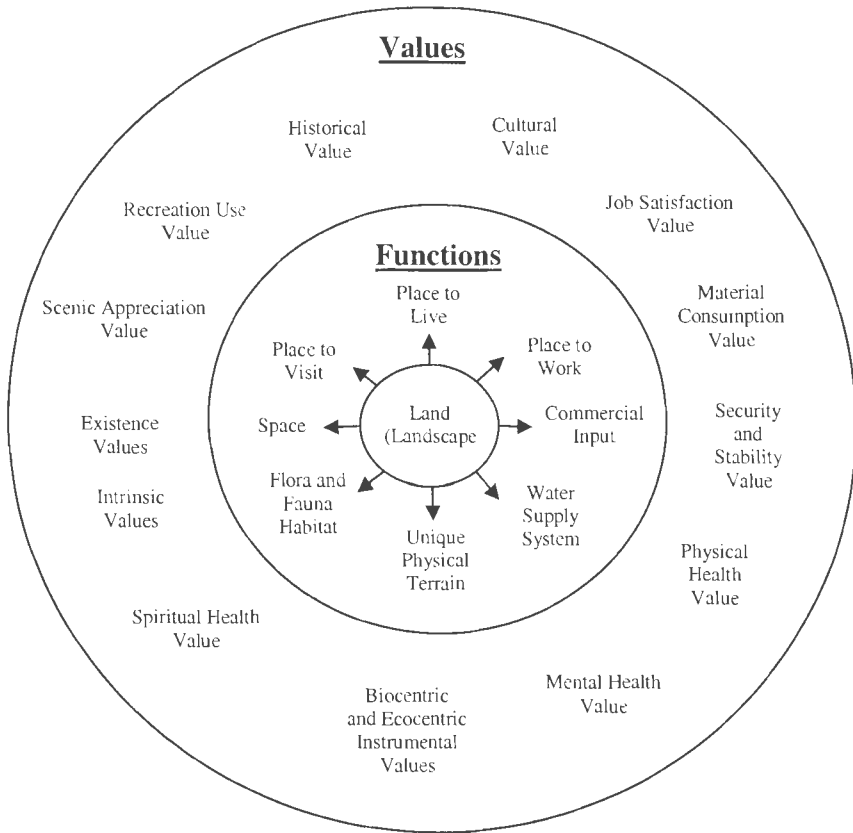 Values
Historical
Value
Cultural
Value
Recreation Use
Value
Job Satisfaction
Value
Scenic Appreciation
Value
Material
Consumption
Value
Existence
Values
Security
and
Stability
Value
Intrinsic
Values
Physical
Health
Value
Spiritual Health
Value
Mental Health
Value
Biocentric
and Ecocentric
Instrumental
Values
Functions
Place to
Live
Place to
Visit
Place to
Work
Space
Land
(Landscape
Commercial
Input
Flora and
Fauna
Habitat
Water
Supply
System
Unique
Physical
Terrain